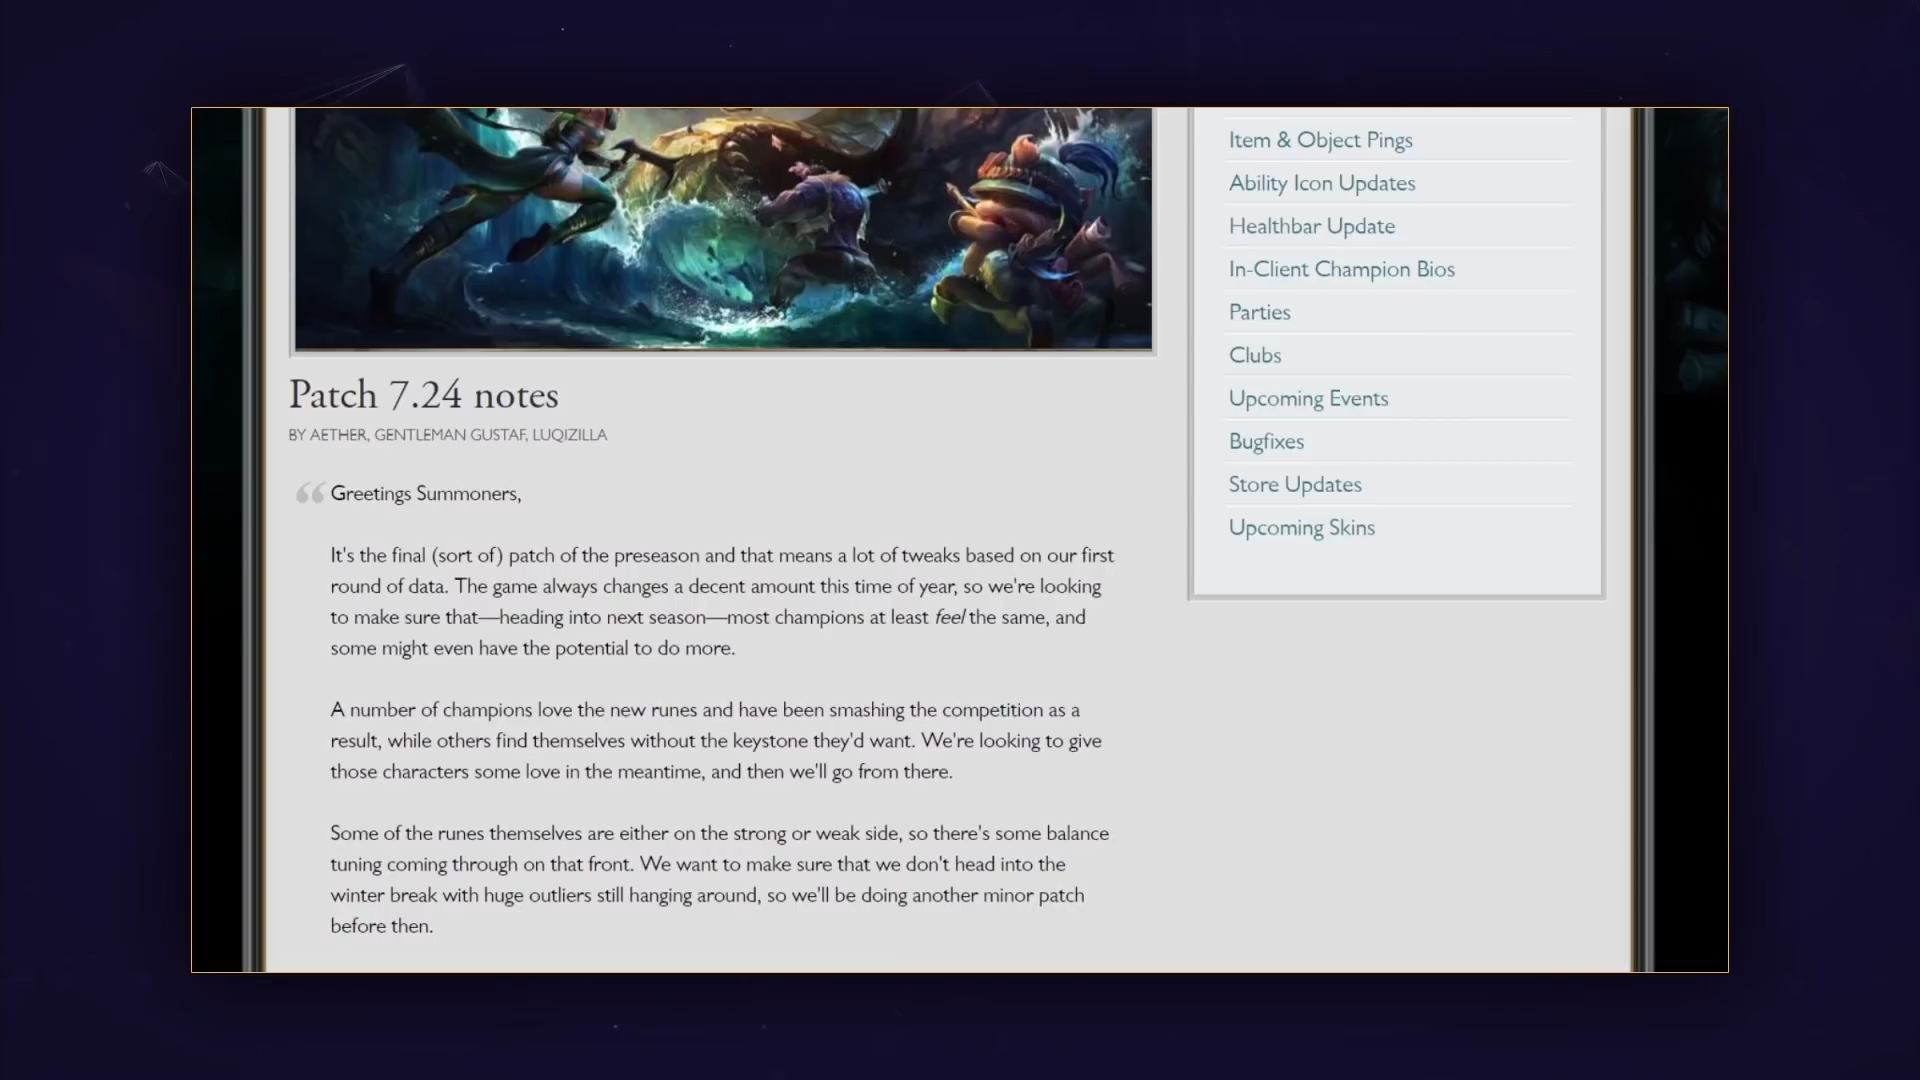 Patch 7.24 notes
BY AETHER, GENTLEMAN GUSTAF, LUQIZILLA
“Greetings Summoners,
It's the final (sort of) patch of the preseason and that means a lot of tweaks based on our first
round of data. The game always changes a decent amount this time of year, so we're looking
to make sure that—heading into next season—most champions at least feel the same, and
some might even have the potential to do more.
A number of champions love the new runes and have been smashing the competition as a
result, while others find themselves without the keystone they'd want. We're looking to give
those characters some love in the meantime, and then we'll go from there.
Some of the runes themselves are either on the strong or weak side, so there's some balance
tuning coming through on that front. We want to make sure that we don't head into the
winter break with huge outliers still hanging around, so we'll be doing another minor patch
before then.
Item & Object Pings
Ability Icon Updates
Healthbar Update
In-Client Champion Bios
Parties
Clubs
Upcoming Events
Bugfixes
Store Updates
Upcoming Skins